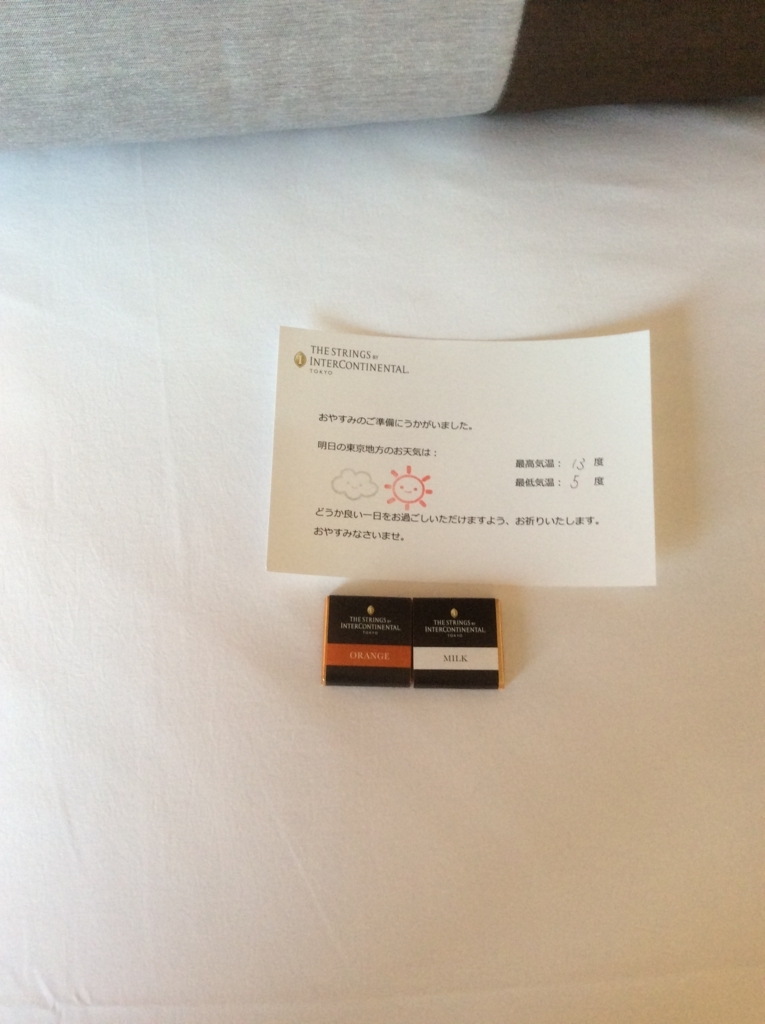 THE STRINGS BY
INTERCONTINENTAL.
TOKYO
おやすみのご準備にうかがいました。
明日の東京地方のお天気は：
最高気温： 13 度
最低気温： 5 度
どうか良い一日をお過ごしいただけますよう、お祈りいたします。
おやすみなさいませ。
THE STRINGS BY
INTERCONTINENTAL.
TOKYO
ORANGE
THE STRINGS BY
INTERCONTINENTAL.
TOKYO
MILK